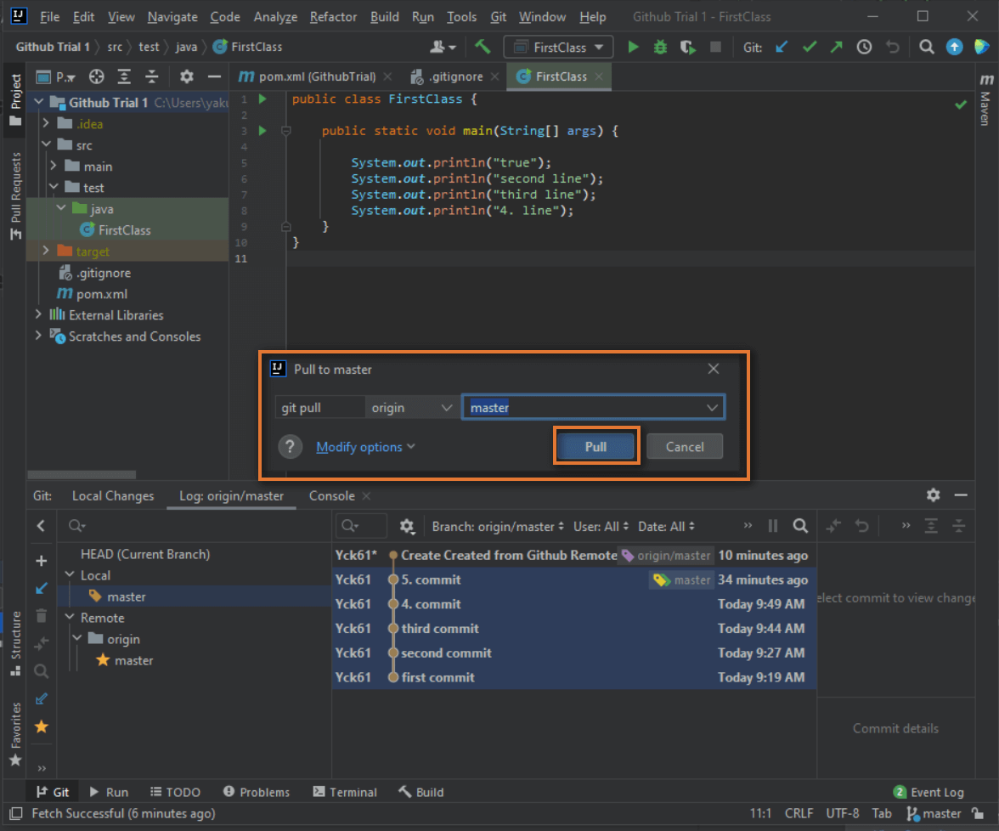 IJ File Edit View Navigate Code Analyze Refactor Build Run Tools Git Window Help Github Trial 1 - FirstClass
Github Trial 1 src test java FirstClass FirstClass Git:
Project P.. pom.xml (GithubTrial) .gitignore FirstClass
Github Trial 1 C:\Users\yaku
.idea
src
main
test
java
FirstClass
target
.gitignore
pom.xml
External Libraries
Scratches and Consoles
Pull Requests
Maven
1 public class FirstClass {
2
3 public static void main(String[] args) {
4
5 System.out.println("true");
6 System.out.println("second line");
7 System.out.println("third line");
8 System.out.println("4. line");
9 }
10 }
11
IJ Pull to master
git pull origin master
? Modify options Pull Cancel
Git: Local Changes Log: origin/master Console
Branch: origin/master User: All Date: All
HEAD (Current Branch)
Local
master
Remote
origin
master
Yck61* Create Created from Github Remote origin/master 10 minutes ago
Yck61 5. commit master 34 minutes ago
Yck61 4. commit Today 9:49 AM
Yck61 third commit Today 9:44 AM
Yck61 second commit Today 9:27 AM
Yck61 first commit Today 9:19 AM
elect commit to view change
Commit details
Structure
Favorites
Git Run TODO Problems Terminal Build 2 Event Log
Fetch Successful (6 minutes ago) 11:1 CRLF UTF-8 Tab master